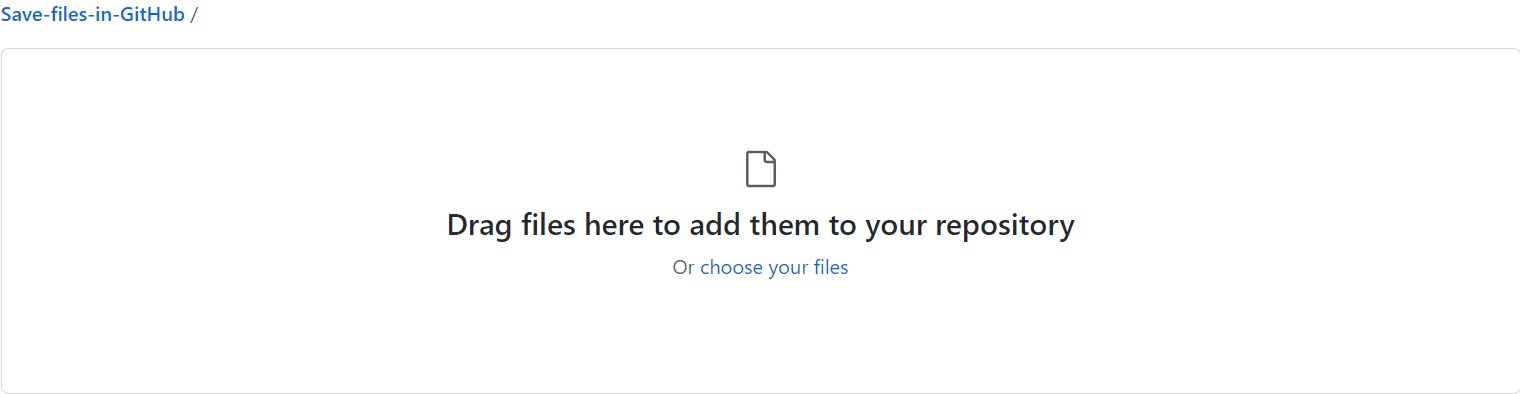 Save-files-in-GitHub /
Drag files here to add them to your repository
Or choose your files